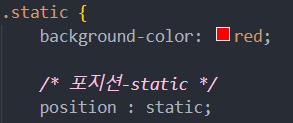 .static {
background-color: red;
/* 포지션-static */
position : static;